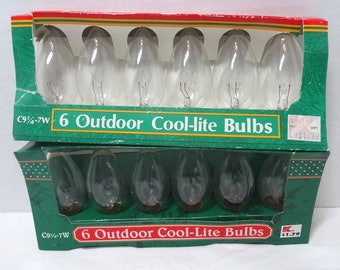 C9¼-7W 6 Outdoor Cool-lite Bulbs
C9¼-7W 6 Outdoor Cool-Lite Bulbs
K
$1.79